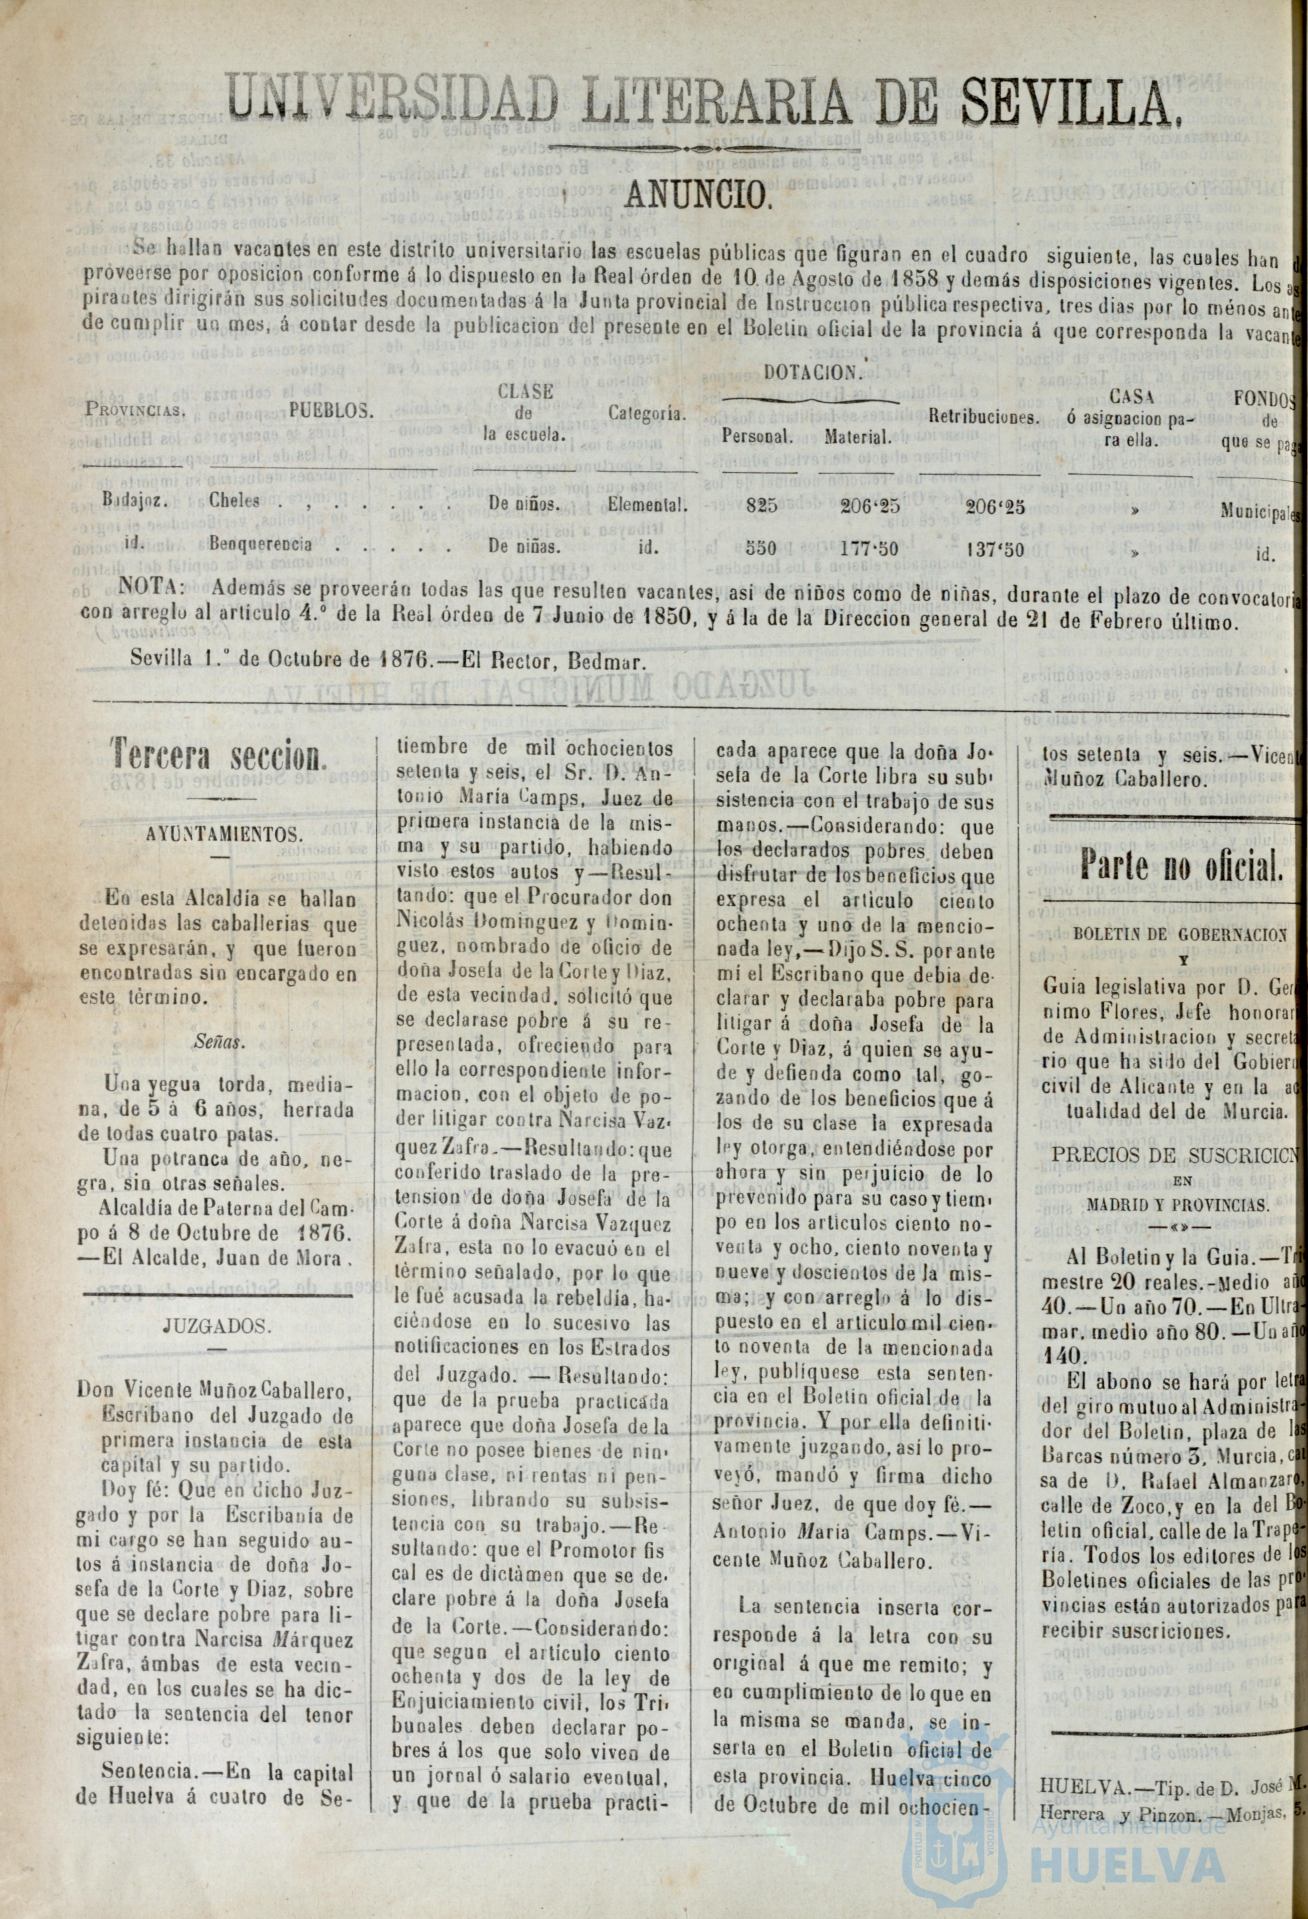 UNIVERSIDAD LITERARIA DE SEVILLA.
ANUNCIO.
Se hallan vacantes en este distrito universitario las escuelas públicas que figuran en el cuadro siguiente, las cuales han
proveerse por oposicion conforme á lo dispuesto en la Real órden de 10 de Agosto de 1858 y demás disposiciones vigentes. Los as
pirantes dirigirán sus solicitudes documentadas á la Junta provincial de Instruccion pública respectiva, tres dias por lo ménos ante
de cumplir un mes, á contar desde la publicacion del presente en el Boletin oficial de la provincia á que corresponda la vacante
PROVINCIAS. PUEBLOS. CLASE de la escuela. Categoría. DOTACION. Personal. Material. Retribuciones. CASA ó asignacion pa- ra ella. FONDOS de que se paga
Badajoz. Cheles . , . . . . . De niños. Elemental. 825 206‘25 206‘25 » Municipales
id. Benquerencia . . . . . De niñas. id. 550 177·50 137‘50 » id.
NOTA: Además se proveerán todas las que resulten vacantes, asi de niños como de niñas, durante el plazo de convocatoria
con arreglo al artículo 4.º de la Real órden de 7 Junio de 1850, y á la de la Direccion general de 21 de Febrero último.
Sevilla 1.º de Octubre de 1876.—El Rector, Bedmar.
Tercera seccion.
AYUNTAMIENTOS.
En esta Alcaldía se hallan
detenidas las caballerias que
se expresarán, y que fueron
encontradas sin encargado en
este término.
Señas.
Una yegua torda, media-
na, de 5 á 6 años, herrada
de todas cuatro patas.
Una potranca de año, ne-
gra, sin otras señales.
Alcaldía de Paterna del Cam-
po á 8 de Octubre de 1876.
—El Alcalde, Juan de Mora.
JUZGADOS.
Don Vicente Muñoz Caballero,
Escribano del Juzgado de
primera instancia de esta
capital y su partido.
Doy fé: Que en dicho Juz-
gado y por la Escribanía de
mi cargo se han seguido au-
tos á instancia de doña Jo-
sefa de la Corte y Diaz, sobre
que se declare pobre para li-
tigar contra Narcisa Márquez
Zafra, ámbas de esta vecin-
dad, en los cuales se ha dic-
tado la sentencia del tenor
siguiente:
Sentencia.—En la capital
de Huelva á cuatro de Se-
tiembre de mil ochocientos
setenta y seis, el Sr. D. An-
tonio María Camps, Juez de
primera instancia de la mis-
ma y su partido, habiendo
visto estos autos y—Resul-
tando: que el Procurador don
Nicolás Dominguez y Domin-
guez, nombrado de oficio de
doña Josefa de la Corte y Diaz,
de esta vecindad, solicitó que
se declarase pobre á su re-
presentada, ofreciendo para
ello la correspondiente infor-
macion, con el objeto de po-
der litigar contra Narcisa Vaz-
quez Zafra.—Resultando: que
conferido traslado de la pre-
tension de doña Josefa de la
Corte á doña Narcisa Vazquez
Zafra, esta no lo evacuó en el
término señalado, por lo que
le fué acusada la rebeldía, ha-
ciéndose en lo sucesivo las
notificaciones en los Estrados
del Juzgado. — Resultando:
que de la prueba practicada
aparece que doña Josefa de la
Corte no posee bienes de nin-
guna clase, ni rentas ni pen-
siones, librando su subsis-
tencia con su trabajo.—Re
sultando: que el Promotor fis
cal es de dictámen que se de-
clare pobre á la doña Josefa
de la Corte.—Considerando:
que segun el artículo ciento
ochenta y dos de la ley de
Enjuiciamiento civil, los Tri-
bunales deben declarar po-
bres á los que solo viven de
un jornal ó salario eventual,
y que de la prueba practi-
cada aparece que la doña Jo-
sefa de la Corte libra su sub-
sistencia con el trabajo de sus
manos.—Considerando: que
los declarados pobres deben
disfrutar de los beneficios que
expresa el artículo ciento
ochenta y uno de la mencio-
nada ley,—Dijo S. S. por ante
mí el Escribano que debia de-
clarar y declaraba pobre para
litigar á doña Josefa de la
Corte y Diaz, á quien se ayu-
de y defienda como tal, go-
zando de los beneficios que á
los de su clase la expresada
ley otorga, entendiéndose por
ahora y sin perjuicio de lo
prevenido para su caso y tiem-
po en los artículos ciento no-
venta y ocho, ciento noventa y
nueve y doscientos de la mis-
ma; y con arreglo á lo dis-
puesto en el artículo mil cien-
to noventa de la mencionada
ley, publíquese esta senten-
cia en el Boletin oficial de la
provincia. Y por ella definiti-
vamente juzgando, así lo pro-
veyó, mandó y firma dicho
señor Juez, de que doy fé.—
Antonio María Camps.—Vi-
cente Muñoz Caballero.
La sentencia inserta cor-
responde á la letra con su
original á que me remito; y
en cumplimiento de lo que en
la misma se manda, se in-
serta en el Boletin oficial de
esta provincia. Huelva cinco
de Octubre de mil ochocien-
tos setenta y seis.—Vicent
Muñoz Caballero.
Parte no oficial.
BOLETIN DE GOBERNACION
Y
Guia legislativa por D. Ger
nimo Flores, Jefe honorar
de Administracion y secreta
rio que ha sido del Gobiern
civil de Alicante y en la ac
tualidad del de Murcia.
PRECIOS DE SUSCRICION
EN
MADRID Y PROVINCIAS.
—«»—
Al Boletin y la Guia.—Tri
mestre 20 reales.-Medio año
40.—Un año 70.—En Ultra-
mar, medio año 80.—Un año
140.
El abono se hará por letra
del giro mutuo al Administra-
dor del Boletin, plaza de las
Barcas número 3, Murcia, ca
sa de D. Rafael Almanzaro,
calle de Zoco, y en la del Bo-
letin oficial, calle de la Trape-
ría. Todos los editores de los
Boletines oficiales de las pro-
vincias están autorizados para
recibir suscriciones.
HUELVA.—Tip. de D. José M.
Herrera y Pinzon.—Monjas, 5.
Ayuntamiento de
HUELVA